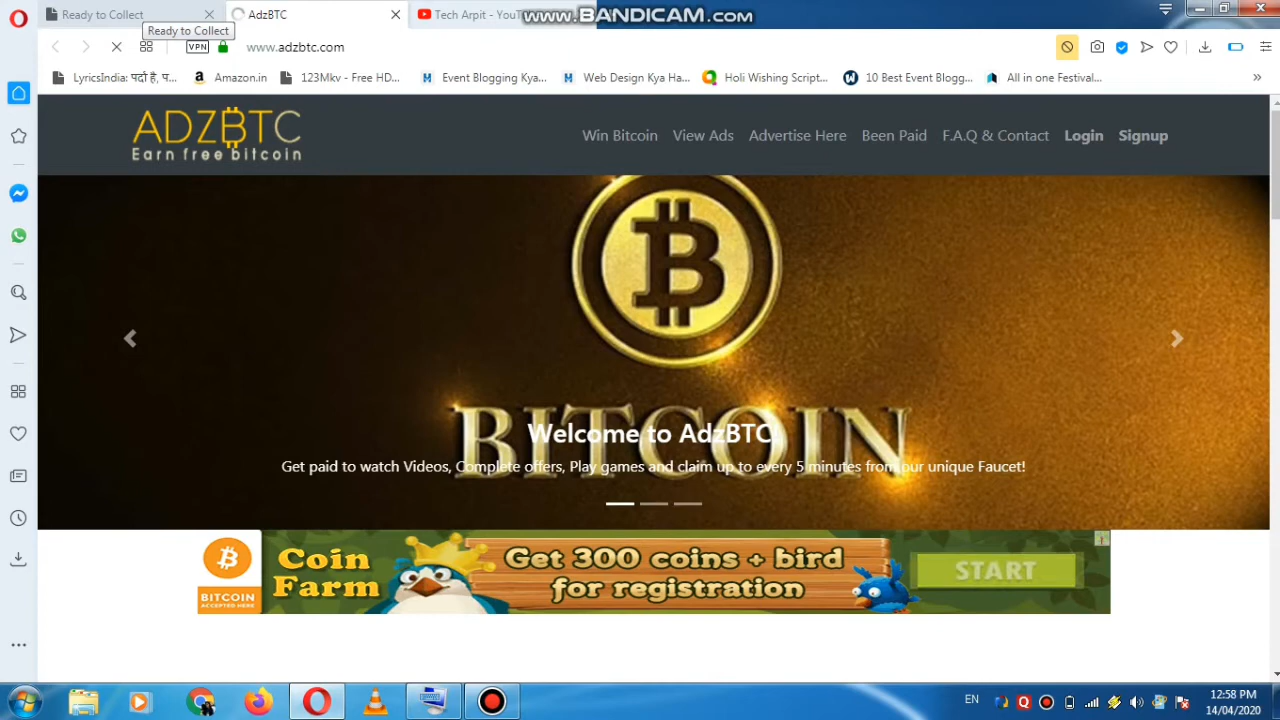 Ready to Collect
AdzBTC
Tech Arpit - YouT
www.BANDICAM.com
Ready to Collect
VPN
www.adzbtc.com
LyricsIndia: पर्दा है, प...
Amazon.in
123Mkv - Free HD...
Event Blogging Kya...
Web Design Kya Ha...
Holi Wishing Script...
10 Best Event Blogg...
All in one Festival...
ADZBTC
Earn free bitcoin
Win Bitcoin
View Ads
Advertise Here
Been Paid
F.A.Q & Contact
Login
Signup
BITCOIN
Welcome to AdzBTC!
Get paid to watch Videos, Complete offers, Play games and claim up to every 5 minutes from our unique Faucet!
BITCOIN
ACCEPTED HERE
Coin
Farm
Get 300 coins + bird
for registration
START
EN
12:58 PM
14/04/2020